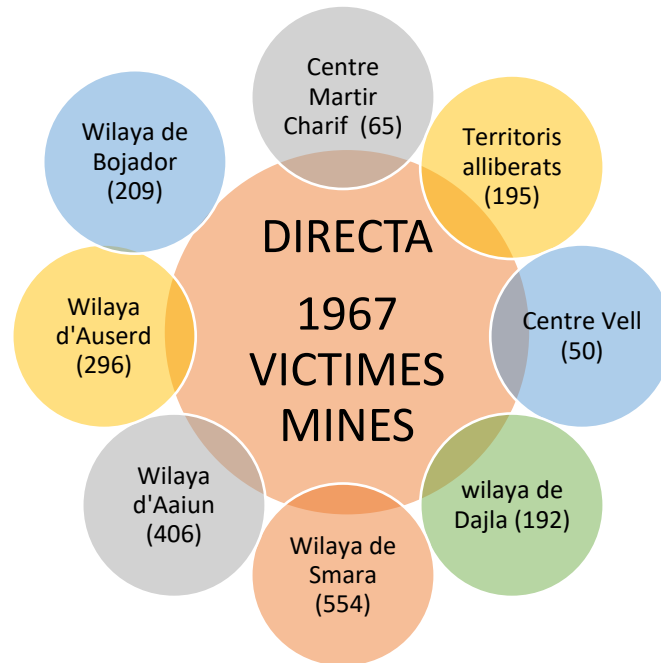 Centre
Martir
Charif  (65)
Territoris
alliberats
(195)
Centre Vell
(50)
wilaya de
Dajla (192)
Wilaya de
Smara
(554)
Wilaya
d'Aaiun
(406)
Wilaya
d'Auserd
(296)
Wilaya de
Bojador
(209)
DIRECTA
1967
VICTIMES
MINES